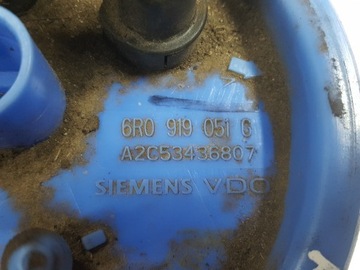 6R0 919 051 G
A2C53436807
SIEMENS VDO